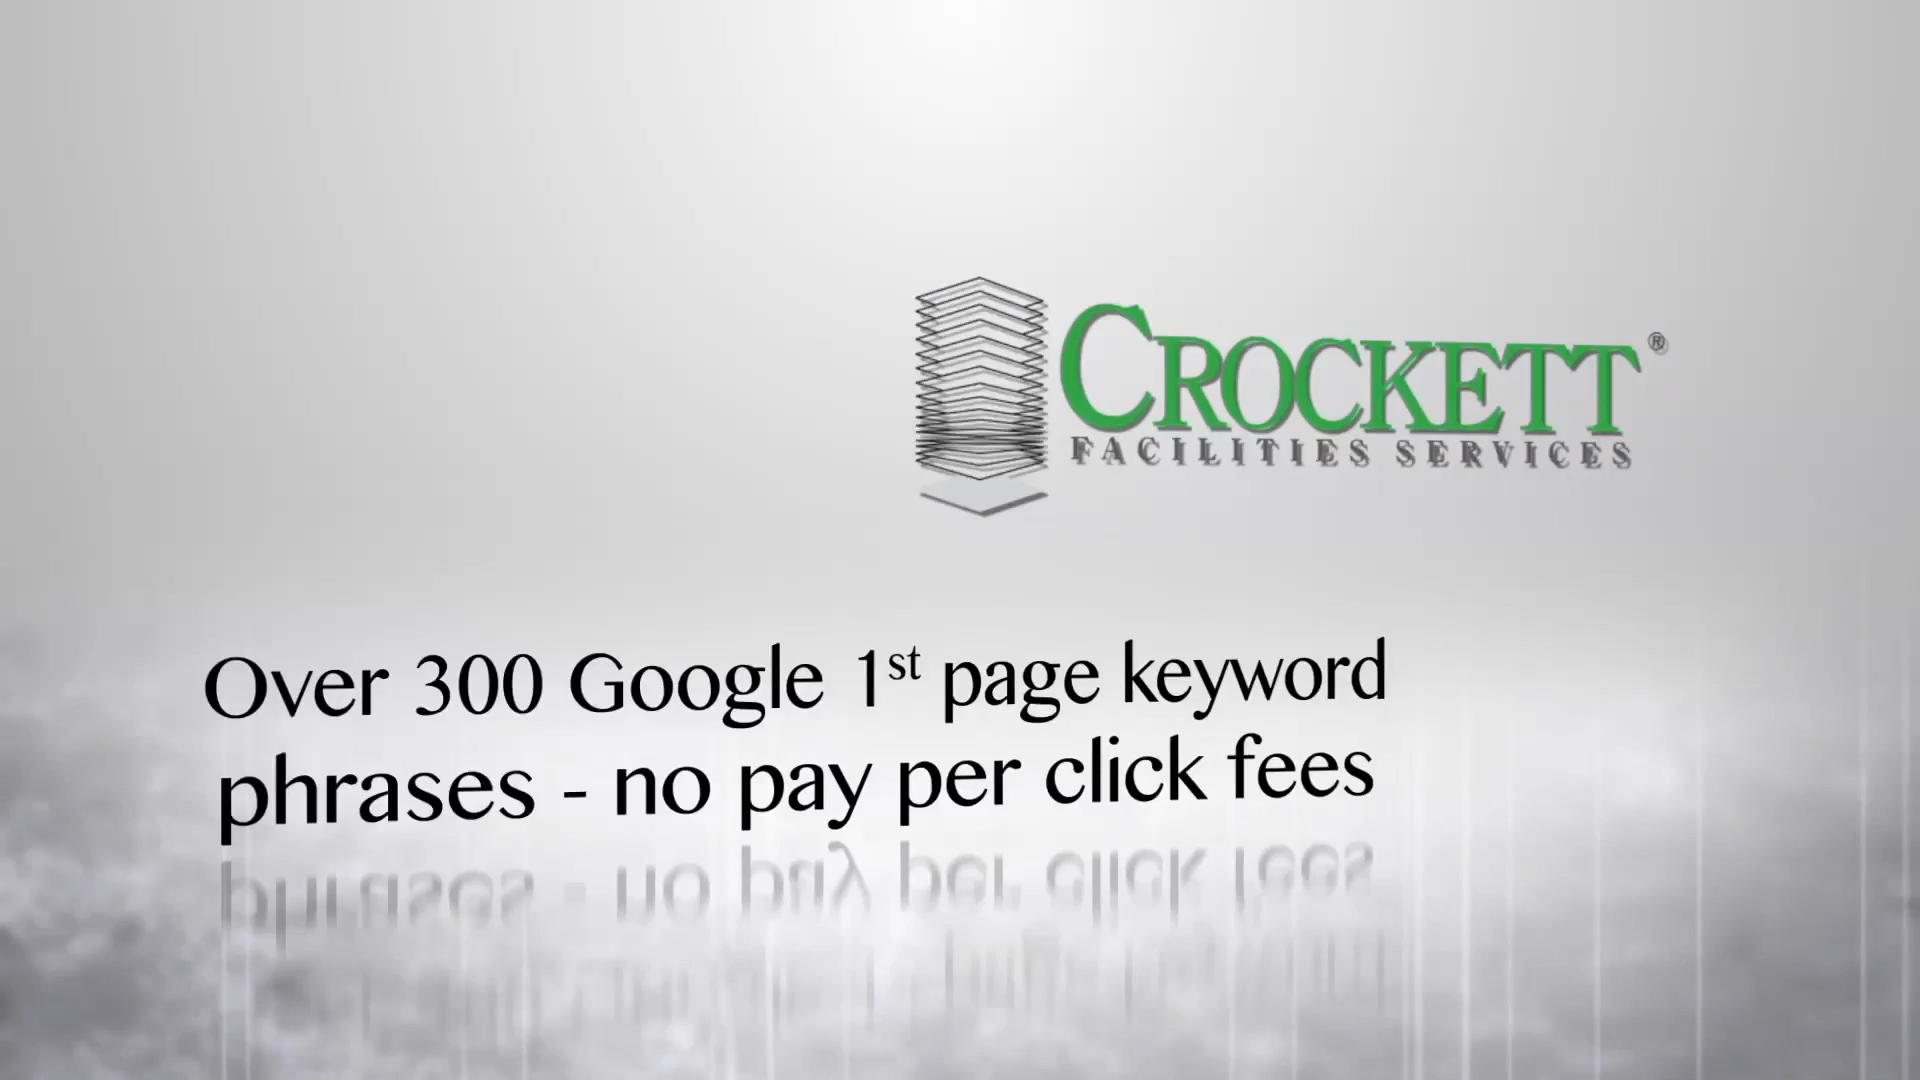 CROCKETT ®
FACILITIES SERVICES
Over 300 Google 1st page keyword
phrases - no pay per click fees